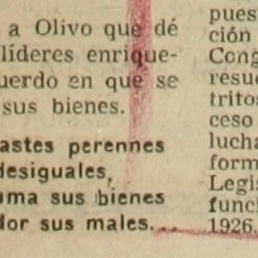 a Olivo que dé
líderes enrique-
uerdo en que se
sus bienes.
astes perennes
desiguales,
uma sus bienes
dor sus males...
pues
ción
Cong
resue
tritos
ceso
lucha
form
Legis
funci
1926.